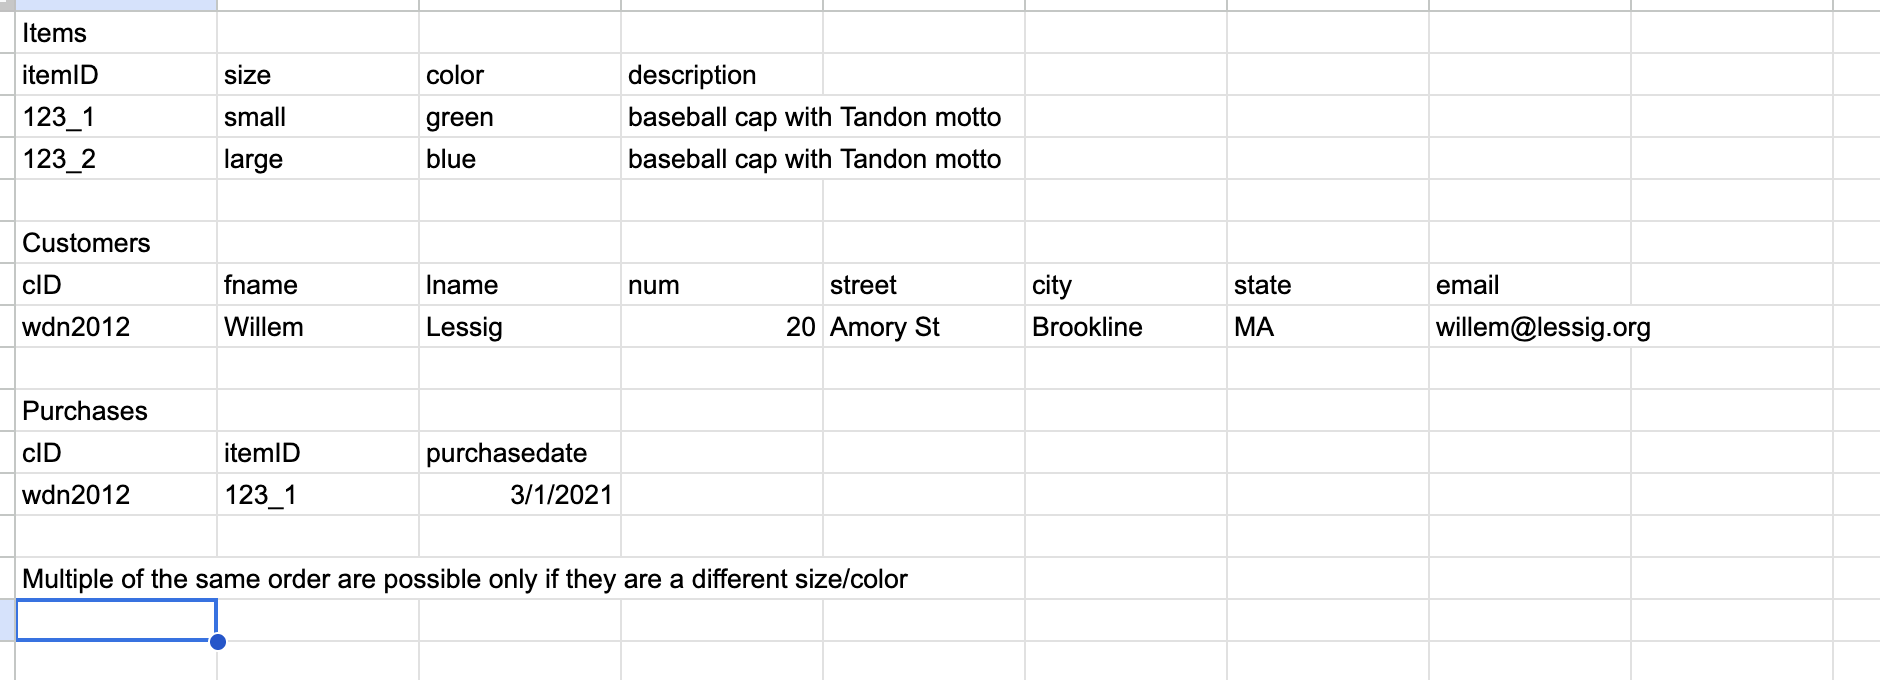 Items
itemID size color description
123_1 small green baseball cap with Tandon motto
123_2 large blue baseball cap with Tandon motto
Customers
cID fname lname num street city state email
wdn2012 Willem Lessig 20 Amory St Brookline MA willem@lessig.org
Purchases
cID itemID purchasedate
wdn2012 123_1 3/1/2021
Multiple of the same order are possible only if they are a different size/color